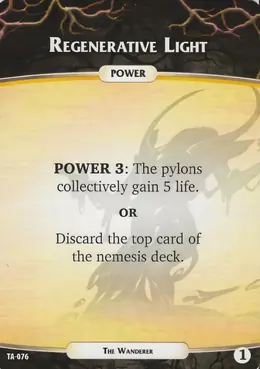 REGENERATIVE LIGHT
POWER
POWER 3: The pylons
collectively gain 5 life.
OR
Discard the top card of
the nemesis deck.
TA-076
THE WANDERER
1